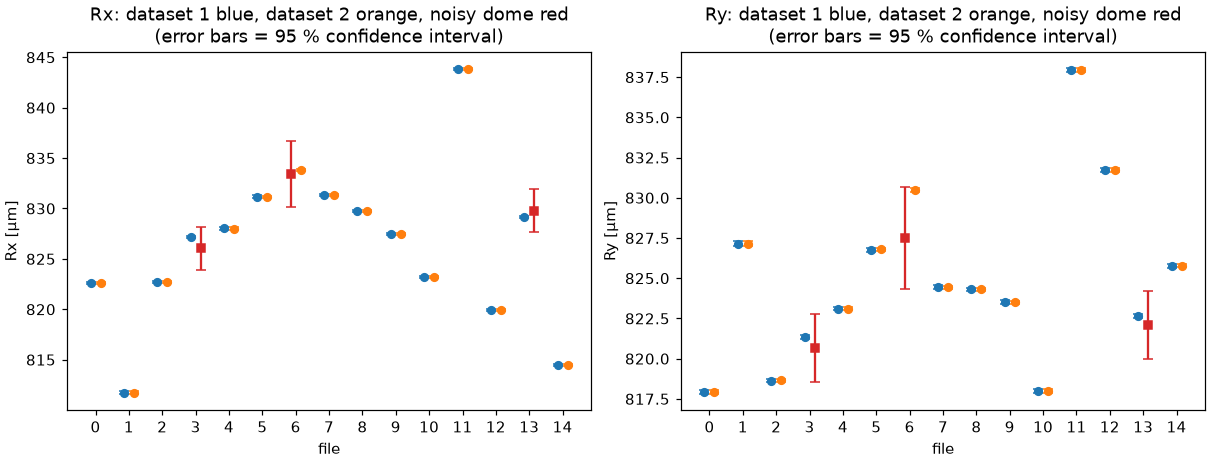 Rx: dataset 1 blue, dataset 2 orange, noisy dome red
(error bars = 95 % confidence interval)
Rx [µm]
845
840
835
830
825
820
815
0 1 2 3 4 5 6 7 8 9 10 11 12 13 14
file
Ry: dataset 1 blue, dataset 2 orange, noisy dome red
(error bars = 95 % confidence interval)
Ry [µm]
837.5
835.0
832.5
830.0
827.5
825.0
822.5
820.0
817.5
0 1 2 3 4 5 6 7 8 9 10 11 12 13 14
file